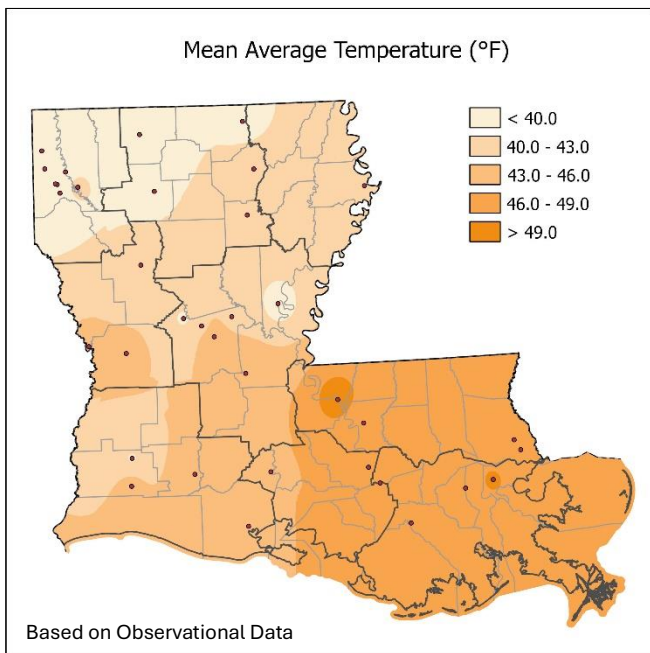 Mean Average Temperature (°F)
< 40.0
40.0 - 43.0
43.0 - 46.0
46.0 - 49.0
> 49.0
Based on Observational Data